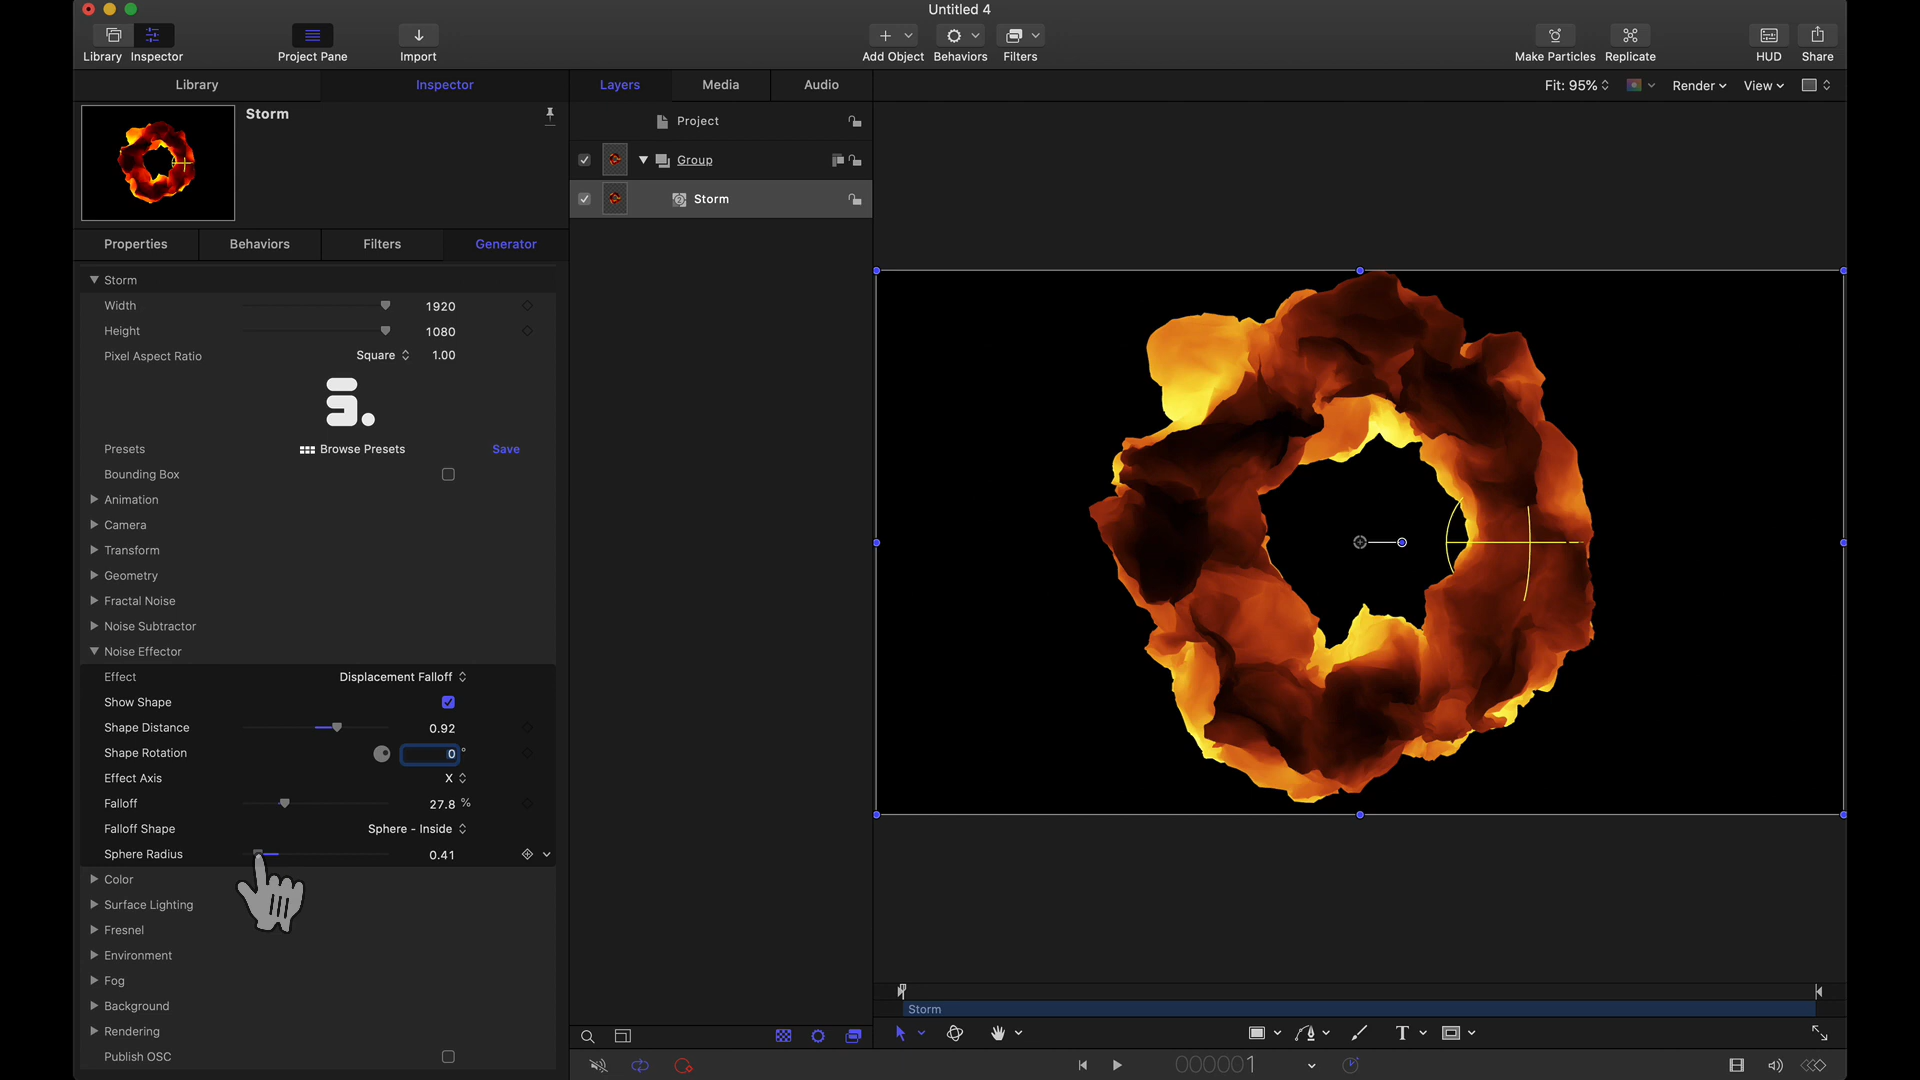 Untitled 4
Library Inspector Project Pane Import Add Object Behaviors Filters Make Particles Replicate HUD Share
Library Inspector Layers Media Audio Fit: 95% Render View
Storm
Project
Group
Storm
Properties Behaviors Filters Generator
Storm
Width 1920
Height 1080
Pixel Aspect Ratio Square 1.00
Presets Browse Presets Save
Bounding Box
Animation
Camera
Transform
Geometry
Fractal Noise
Noise Subtractor
Noise Effector
Effect Displacement Falloff
Show Shape
Shape Distance 0.92
Shape Rotation 0 °
Effect Axis X
Falloff 27.8 %
Falloff Shape Sphere - Inside
Sphere Radius 0.41
Color
Surface Lighting
Fresnel
Environment
Fog
Background
Rendering
Publish OSC
Storm
T
000001